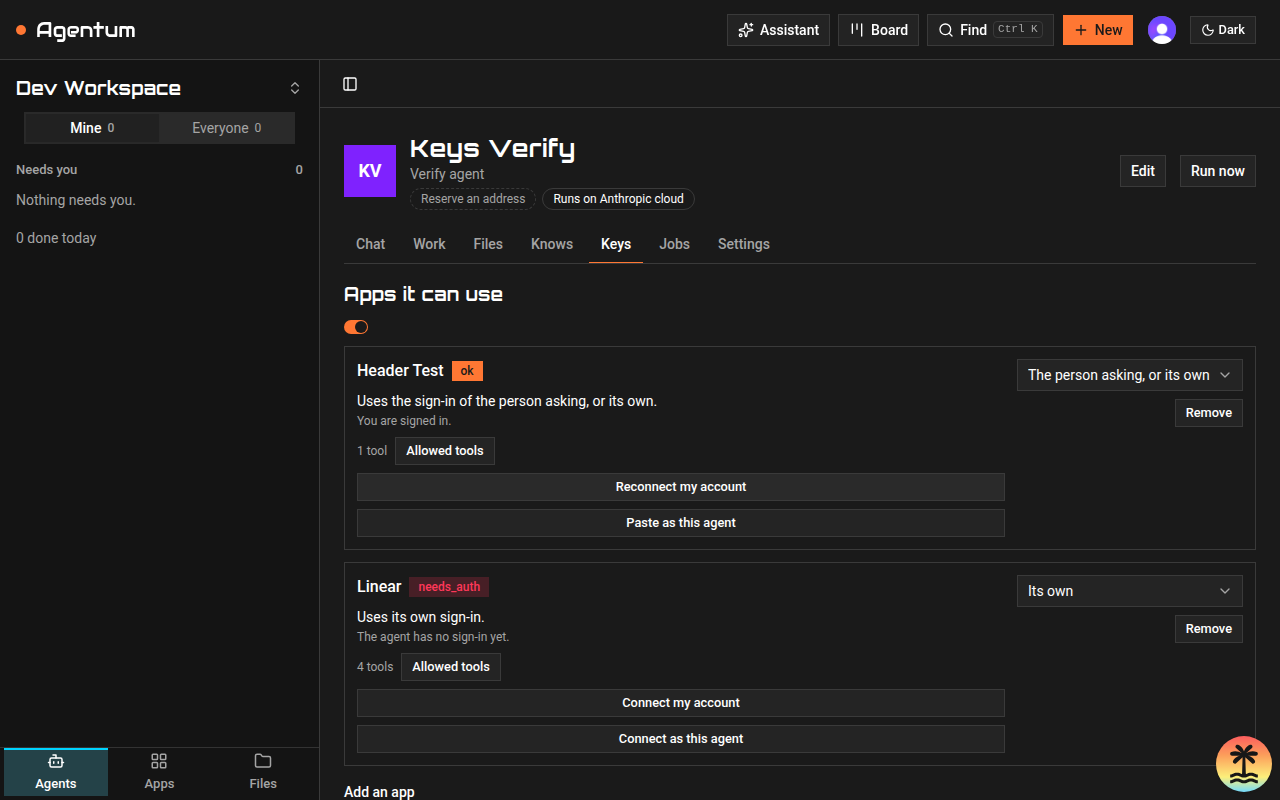 Agentum
Assistant
Board
Find Ctrl K
New
Dark
Dev Workspace
Mine 0
Everyone 0
Needs you 0
Nothing needs you.
0 done today
Agents
Apps
Files
KV
Keys Verify
Verify agent
Reserve an address
Runs on Anthropic cloud
Edit
Run now
Chat
Work
Files
Knows
Keys
Jobs
Settings
Apps it can use
Header Test ok
The person asking, or its own
Uses the sign-in of the person asking, or its own.
You are signed in.
Remove
1 tool
Allowed tools
Reconnect my account
Paste as this agent
Linear needs_auth
Its own
Uses its own sign-in.
The agent has no sign-in yet.
Remove
4 tools
Allowed tools
Connect my account
Connect as this agent
Add an app